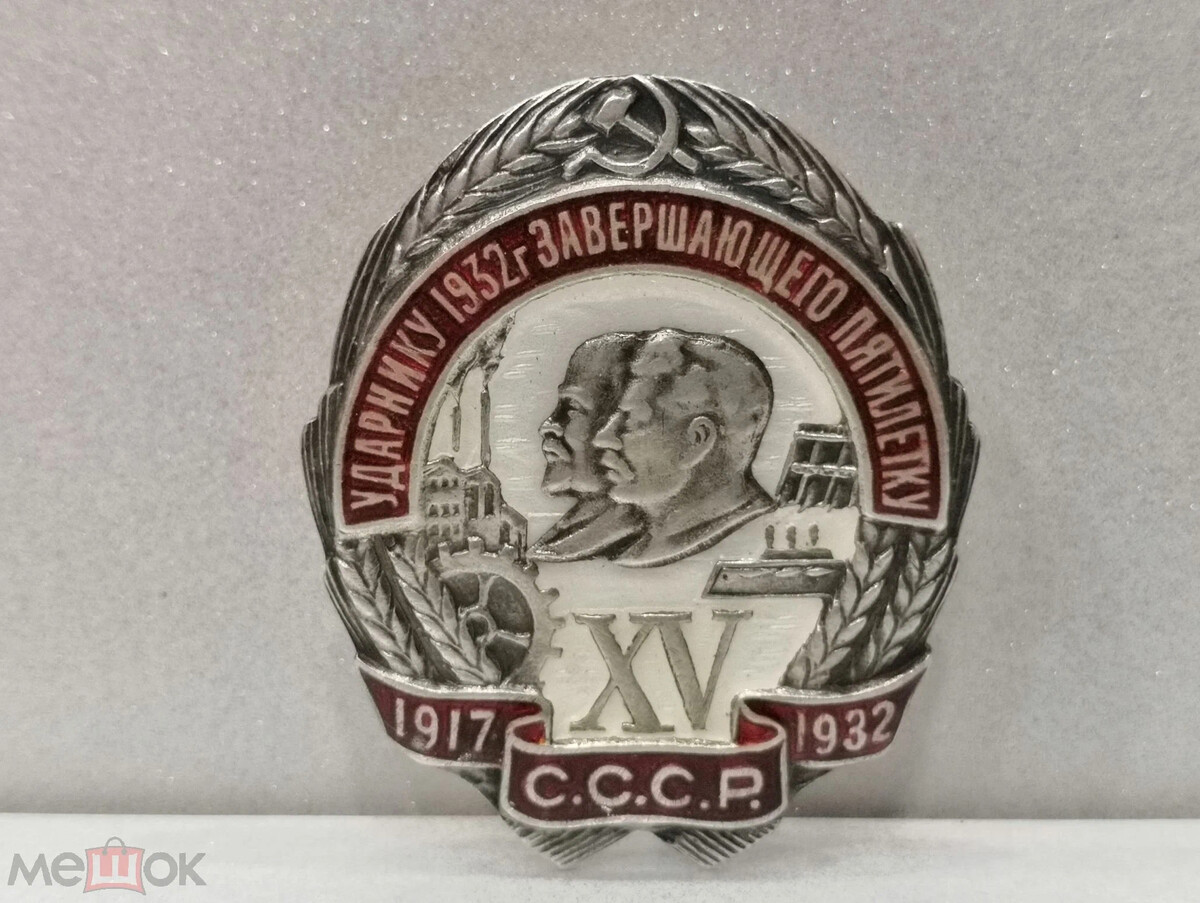 УДАРНИКУ 1932г ЗАВЕРШАЮЩЕГО ПЯТИЛЕТКУ
XV
1917 1932
С.С.С.Р.
мешок